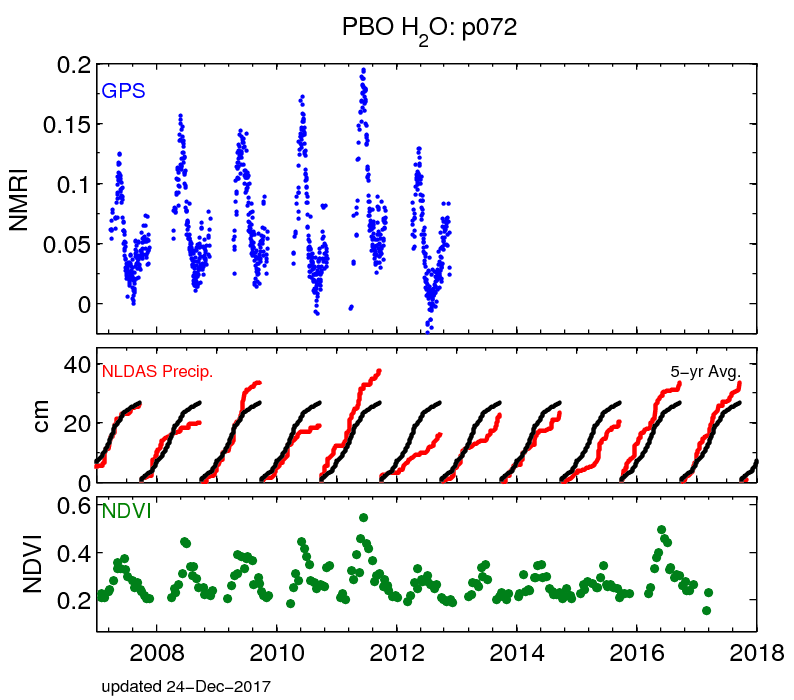 PBO H2O: p072
GPS
NMRI
0.2
0.15
0.1
0.05
0
NLDAS Precip.
5−yr Avg.
cm
40
20
0
NDVI
NDVI
0.6
0.4
0.2
2008 2010 2012 2014 2016 2018
updated 24−Dec−2017